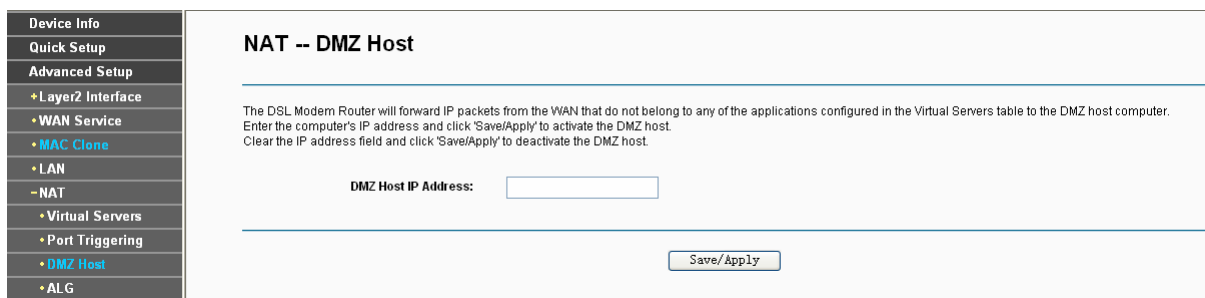 Device Info
Quick Setup
Advanced Setup
+Layer2 Interface
•WAN Service
•MAC Clone
•LAN
-NAT
•Virtual Servers
•Port Triggering
•DMZ Host
•ALG
NAT -- DMZ Host
The DSL Modem Router will forward IP packets from the WAN that do not belong to any of the applications configured in the Virtual Servers table to the DMZ host computer.
Enter the computer's IP address and click 'Save/Apply' to activate the DMZ host.
Clear the IP address field and click 'Save/Apply' to deactivate the DMZ host.
DMZ Host IP Address:
Save/Apply